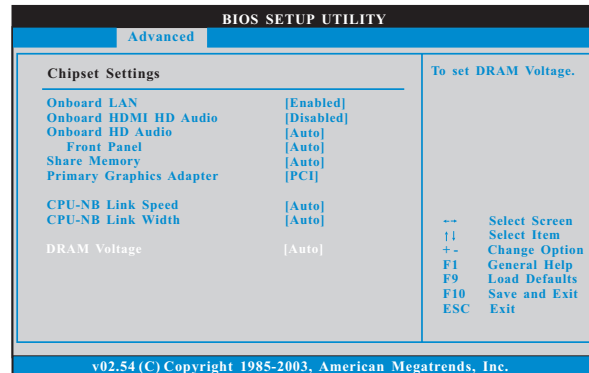 BIOS SETUP UTILITY
Advanced
Chipset Settings
Onboard LAN [Enabled]
Onboard HDMI HD Audio [Disabled]
Onboard HD Audio [Auto]
Front Panel [Auto]
Share Memory [Auto]
Primary Graphics Adapter [PCI]
CPU-NB Link Speed [Auto]
CPU-NB Link Width [Auto]
DRAM Voltage [Auto]
To set DRAM Voltage.
←→ Select Screen
↑↓ Select Item
+ - Change Option
F1 General Help
F9 Load Defaults
F10 Save and Exit
ESC Exit
v02.54 (C) Copyright 1985-2003, American Megatrends, Inc.